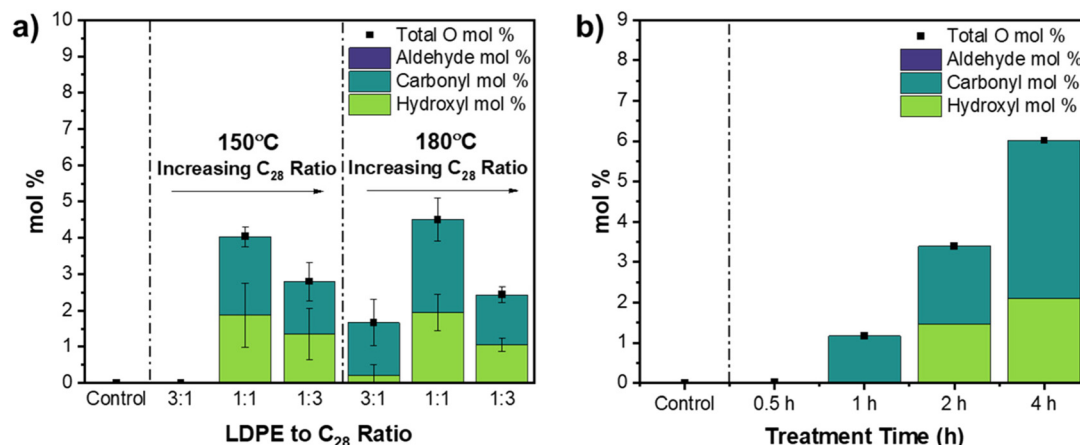 a)
10
9
8
7
6
5
4
3
2
1
0
mol %
Total O mol %
Aldehyde mol %
Carbonyl mol %
Hydroxyl mol %
150°C
Increasing C₂₈ Ratio
180°C
Increasing C₂₈ Ratio
Control 3:1 1:1 1:3 3:1 1:1 1:3
LDPE to C₂₈ Ratio
b)
9
8
7
6
5
4
3
2
1
0
mol %
Total O mol %
Aldehyde mol %
Carbonyl mol %
Hydroxyl mol %
Control 0.5 h 1 h 2 h 4 h
Treatment Time (h)